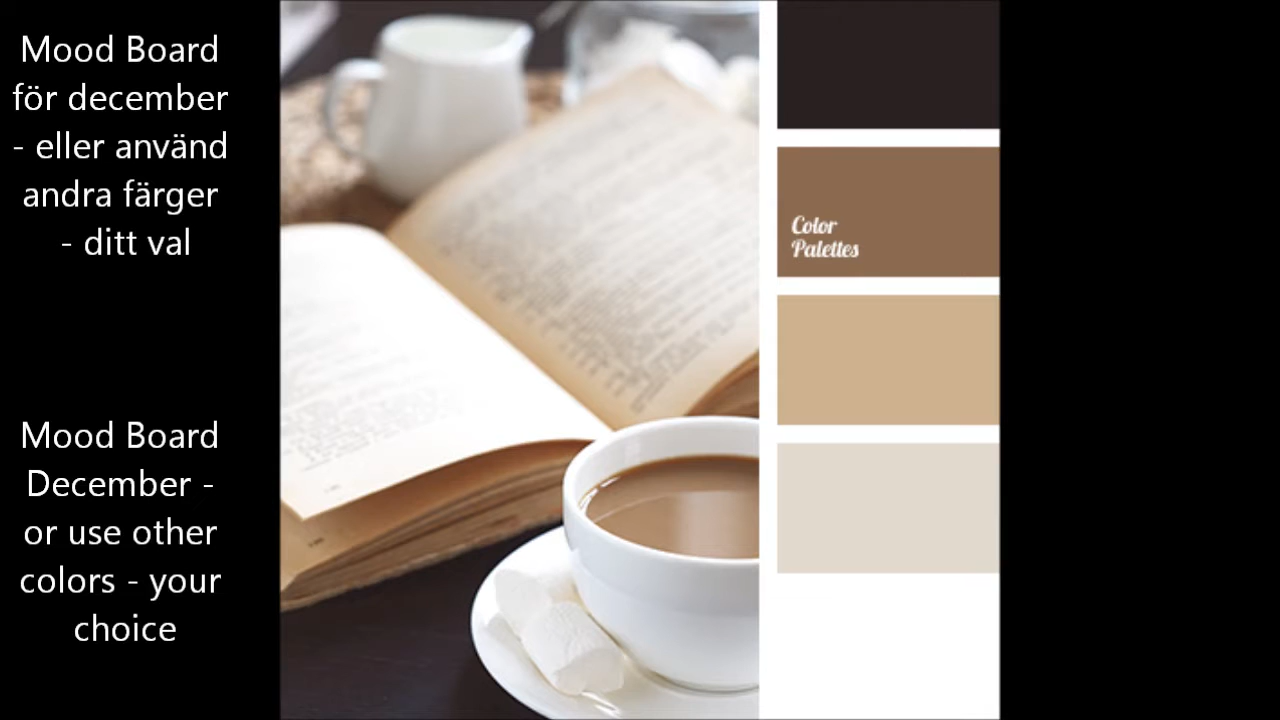 Mood Board
för december
- eller använd
andra färger
- ditt val
Mood Board
December -
or use other
colors - your
choice
Color
Palettes